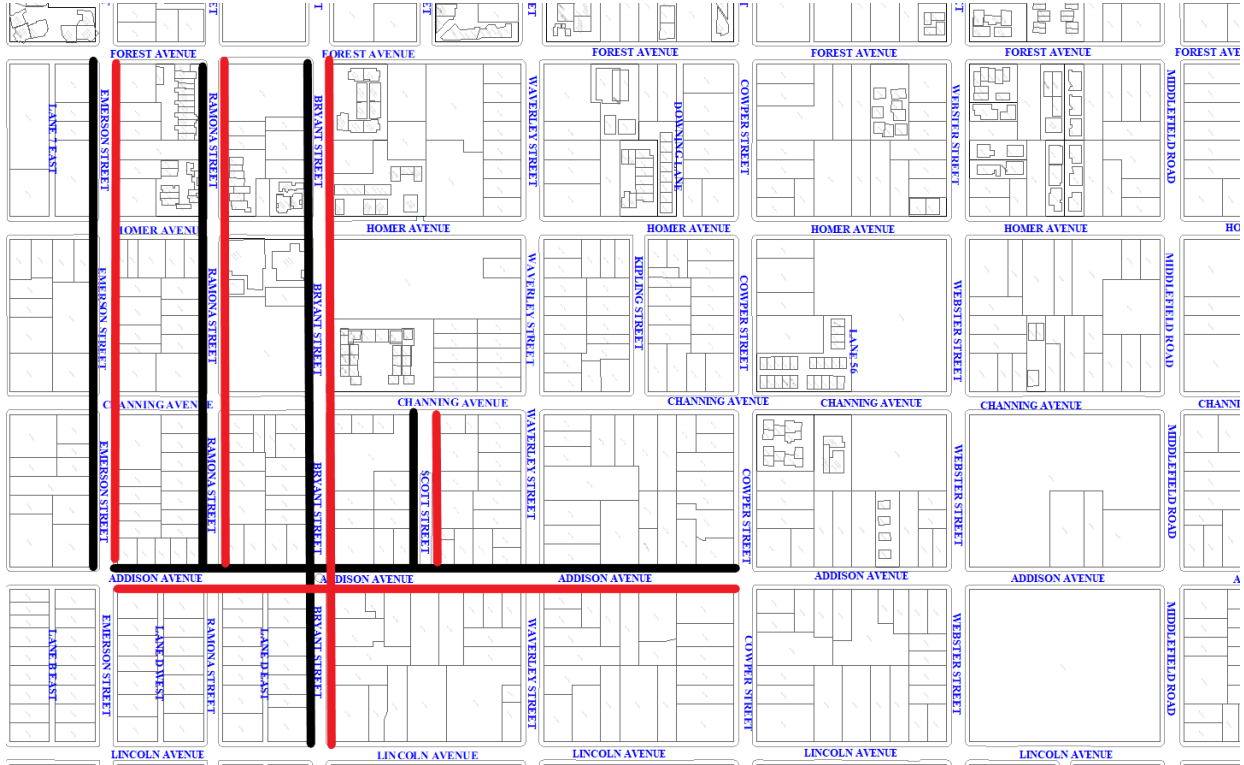 FOREST AVENUE
FOREST AVENUE
FOREST AVENUE
FOREST AVENUE
FOREST AVENUE
FOREST AVE
LANE 7 EAST
EMERSON STREET
RAMONA STREET
BRYANT STREET
WAVERLEY STREET
DOWNING LANE
COWPER STREET
WEBSTER STREET
MIDDLEFIELD ROAD
HOMER AVENUE
HOMER AVENUE
HOMER AVENUE
HOMER AVENUE
HOMER AVENUE
HO
EMERSON STREET
RAMONA STREET
BRYANT STREET
WAVERLEY STREET
KIPLING STREET
COWPER STREET
LANE 56
WEBSTER STREET
MIDDLEFIELD ROAD
CHANNING AVENUE
CHANNING AVENUE
CHANNING AVENUE
CHANNING AVENUE
CHANNING AVENUE
CHANNI
EMERSON STREET
RAMONA STREET
BRYANT STREET
SCOTT STREET
WAVERLEY STREET
COWPER STREET
WEBSTER STREET
MIDDLEFIELD ROAD
ADDISON AVENUE
ADDISON AVENUE
ADDISON AVENUE
ADDISON AVENUE
ADDISON AVENUE
A
LANE B EAST
EMERSON STREET
LANE D WEST
RAMONA STREET
LANE D EAST
BRYANT STREET
WAVERLEY STREET
COWPER STREET
WEBSTER STREET
MIDDLEFIELD ROAD
LINCOLN AVENUE
LINCOLN AVENUE
LINCOLN AVENUE
LINCOLN AVENUE
LINCOLN AVENUE